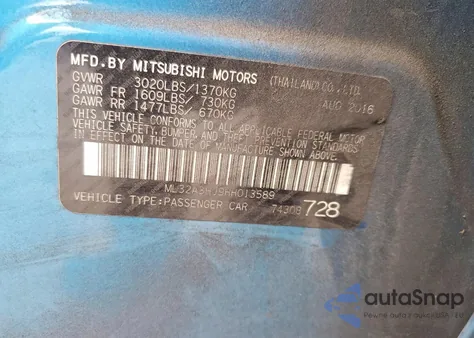 MFD.BY MITSUBISHI MOTORS (THAILAND) CO., LTD.
GVWR 3020LBS/1370KG AUG 2016
GAWR FR 1609LBS/ 730KG
GAWR RR 1477LBS/ 670KG
THIS VEHICLE CONFORMS TO ALL APPLICABLE FEDERAL MOTOR
VEHICLE SAFETY, BUMPER AND THEFT PREVENTION STANDARDS
IN EFFECT ON THE DATE OF MANUFACTURE SHOWN ABOVE.
VEHICLE TYPE:PASSENGER CAR 74308 728
autoSnap